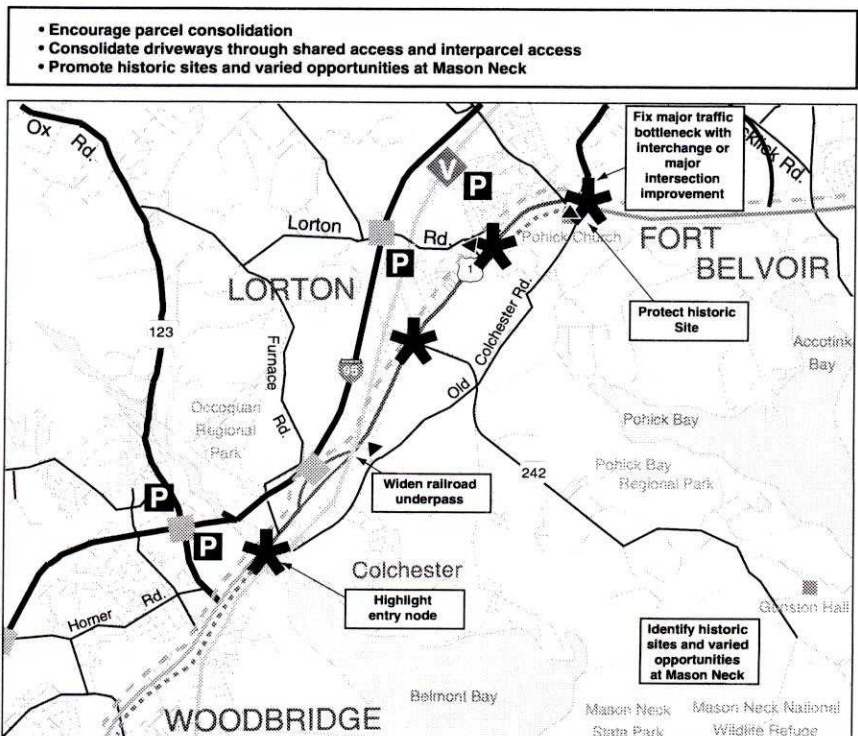 • Encourage parcel consolidation
• Consolidate driveways through shared access and interparcel access
• Promote historic sites and varied opportunities at Mason Neck
Ox Rd.
Fix major traffic
bottleneck with
interchange or
major
intersection
improvement
Rd.
V
P
Lorton Rd.
Pohick Church
FORT
BELVOIR
P
1
LORTON
Protect historic
Site
123
Furnace Rd.
95
Old Colchester Rd.
Accotink
Bay
Occoquan
Regional
Park
Pohick Bay
Pohick Bay
Regional Park
242
Widen railroad
underpass
P
P
Colchester
Horner Rd.
Highlight
entry node
Gunston Hall
Identify historic
sites and varied
opportunities
at Mason Neck
Belmont Bay
WOODBRIDGE
Mason Neck
State Park
Mason Neck National
Wildlife Refuge